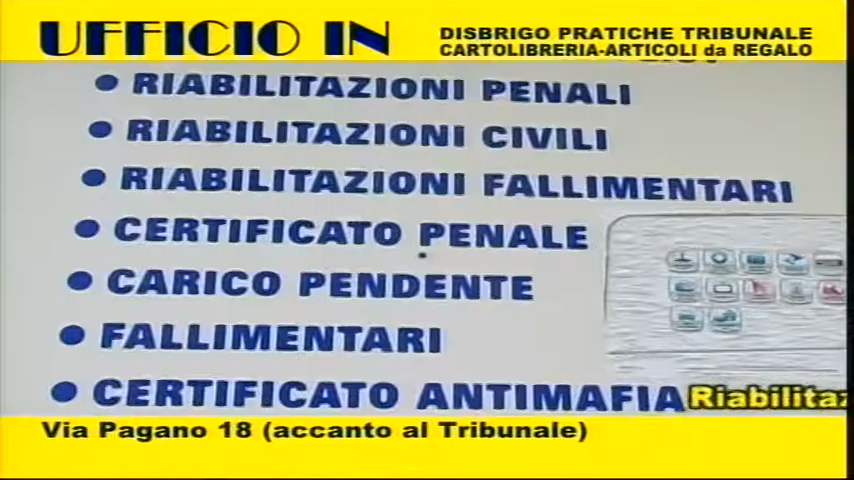 UFFICIO IN
DISBRIGO PRATICHE TRIBUNALE
CARTOLIBRERIA-ARTICOLI da REGALO
RIABILITAZIONI PENALI
RIABILITAZIONI CIVILI
RIABILITAZIONI FALLIMENTARI
CERTIFICATO PENALE
CARICO PENDENTE
FALLIMENTARI
CERTIFICATO ANTIMAFIA
Riabilitaz
Via Pagano 18 (accanto al Tribunale)